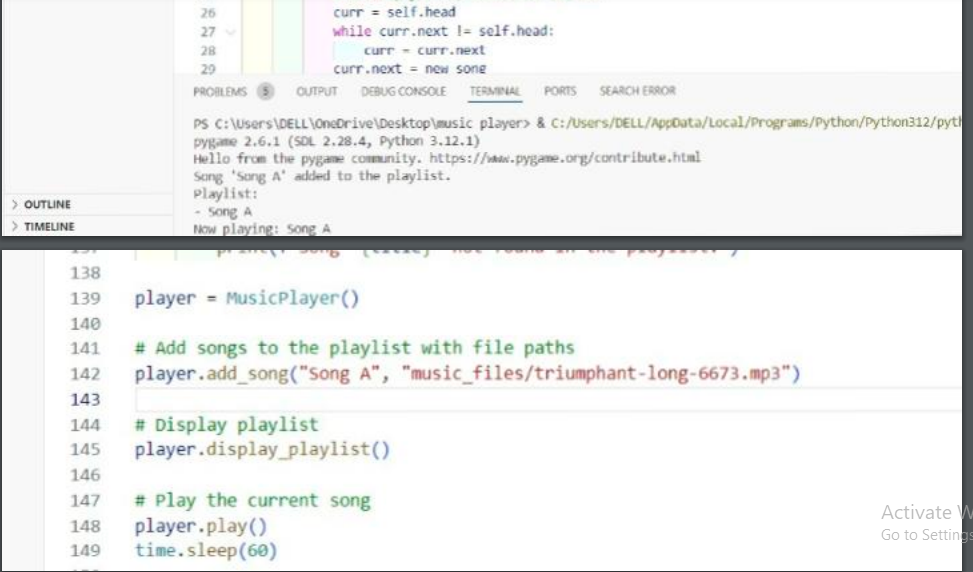 26 curr = self.head
27 while curr.next != self.head:
28 curr = curr.next
29 curr.next = new_song
PROBLEMS 5 OUTPUT DEBUG CONSOLE TERMINAL PORTS SEARCH ERROR
PS C:\Users\DELL\OneDrive\Desktop\music player> & C:/Users/DELL/AppData/Local/Programs/Python/Python312/pyth
pygame 2.6.1 (SDL 2.28.4, Python 3.12.1)
Hello from the pygame community. https://www.pygame.org/contribute.html
Song 'Song A' added to the playlist.
Playlist:
- Song A
Now playing: Song A
> OUTLINE
> TIMELINE
138
139 player = MusicPlayer()
140
141 # Add songs to the playlist with file paths
142 player.add_song("Song A", "music_files/triumphant-long-6673.mp3")
143
144 # Display playlist
145 player.display_playlist()
146
147 # Play the current song
148 player.play()
149 time.sleep(60)
Activate W
Go to Settings